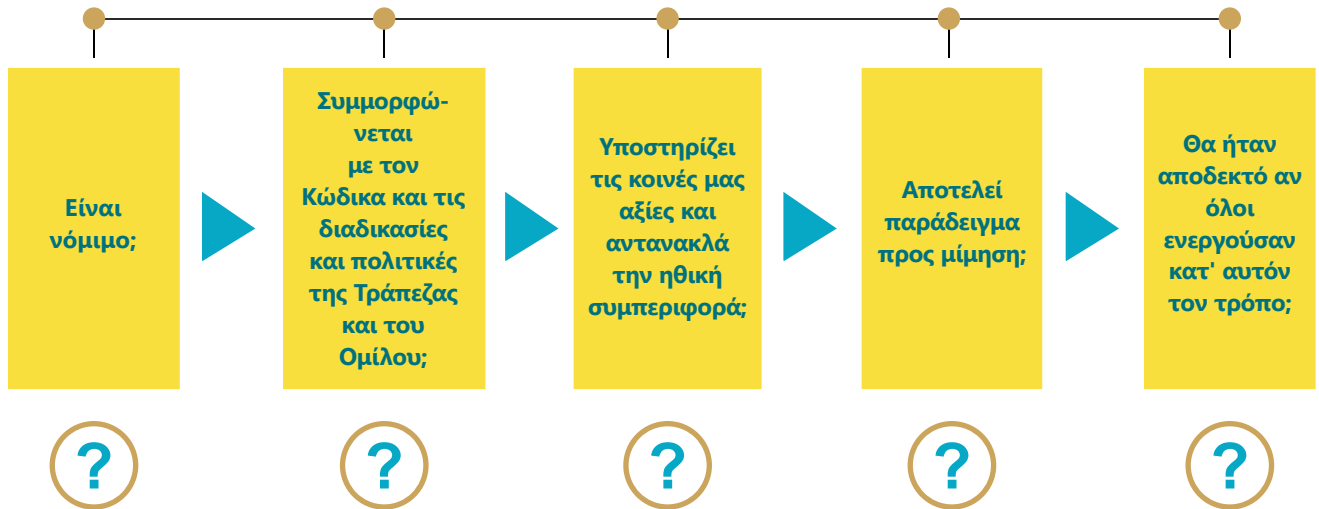 Είναι
νόμιμο;
Συμμορφώ-
νεται
με τον
Κώδικα και τις
διαδικασίες
και πολιτικές
της Τράπεζας
και του
Ομίλου;
Υποστηρίζει
τις κοινές μας
αξίες και
αντανακλά
την ηθική
συμπεριφορά;
Αποτελεί
παράδειγμα
προς μίμηση;
Θα ήταν
αποδεκτό αν
όλοι
ενεργούσαν
κατ' αυτόν
τον τρόπο;
?
?
?
?
?